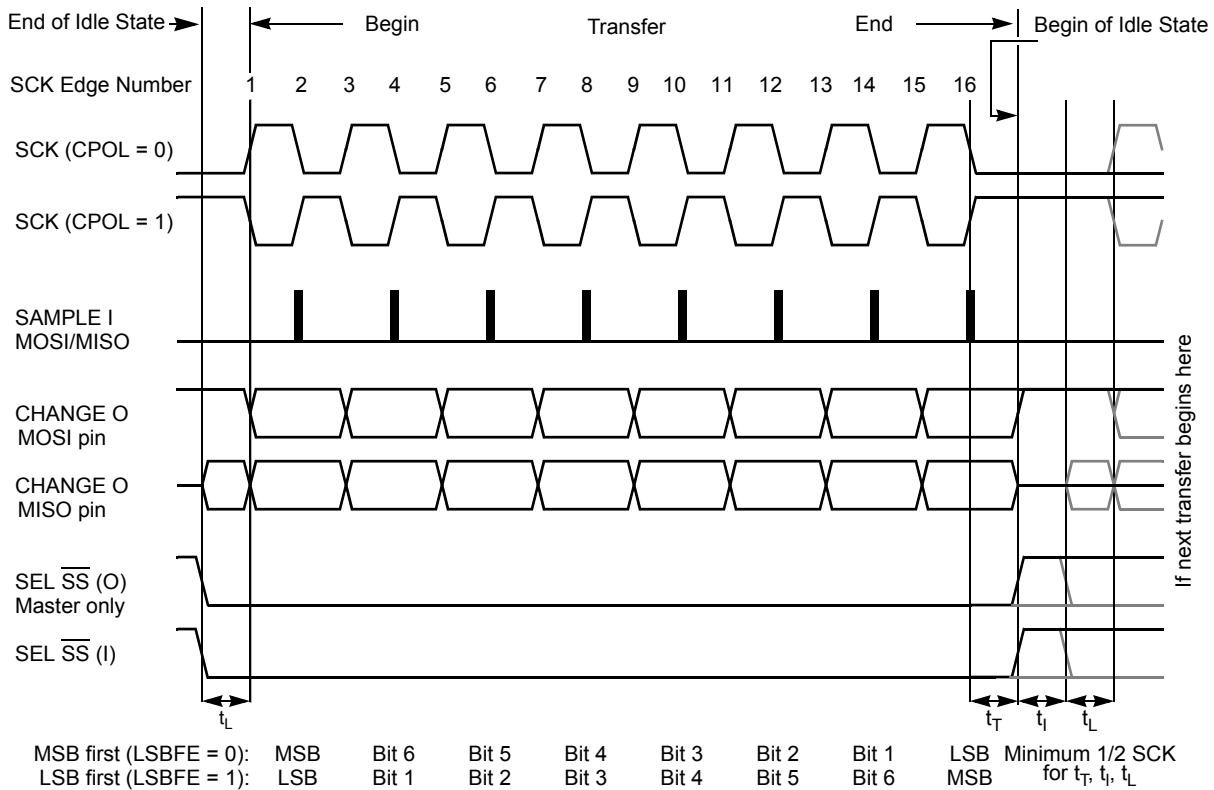 End of Idle State Begin Transfer End Begin of Idle State
SCK Edge Number 1 2 3 4 5 6 7 8 9 10 11 12 13 14 15 16
SCK (CPOL = 0)
SCK (CPOL = 1)
SAMPLE I
MOSI/MISO
CHANGE O
MOSI pin
CHANGE O
MISO pin
SEL S̅S̅ (O)
Master only
SEL S̅S̅ (I)
If next transfer begins here
tL tT tI tL
MSB first (LSBFE = 0): MSB Bit 6 Bit 5 Bit 4 Bit 3 Bit 2 Bit 1 LSB Minimum 1/2 SCK
LSB first (LSBFE = 1): LSB Bit 1 Bit 2 Bit 3 Bit 4 Bit 5 Bit 6 MSB for tT, tI, tL